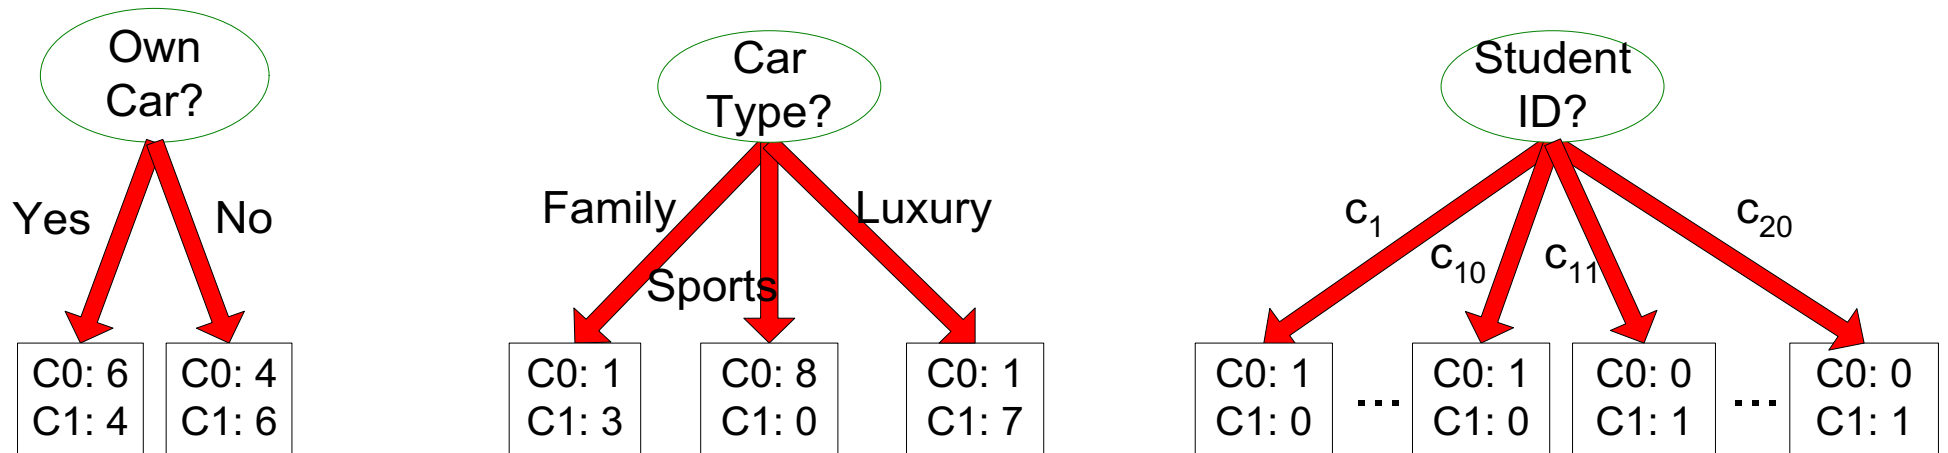 Own
Car?
Yes
No
C0: 6
C1: 4
C0: 4
C1: 6
Car
Type?
Family
Sports
Luxury
C0: 1
C1: 3
C0: 8
C1: 0
C0: 1
C1: 7
Student
ID?
c₁
c₁₀
c₁₁
c₂₀
C0: 1
C1: 0
...
C0: 1
C1: 0
C0: 0
C1: 1
...
C0: 0
C1: 1